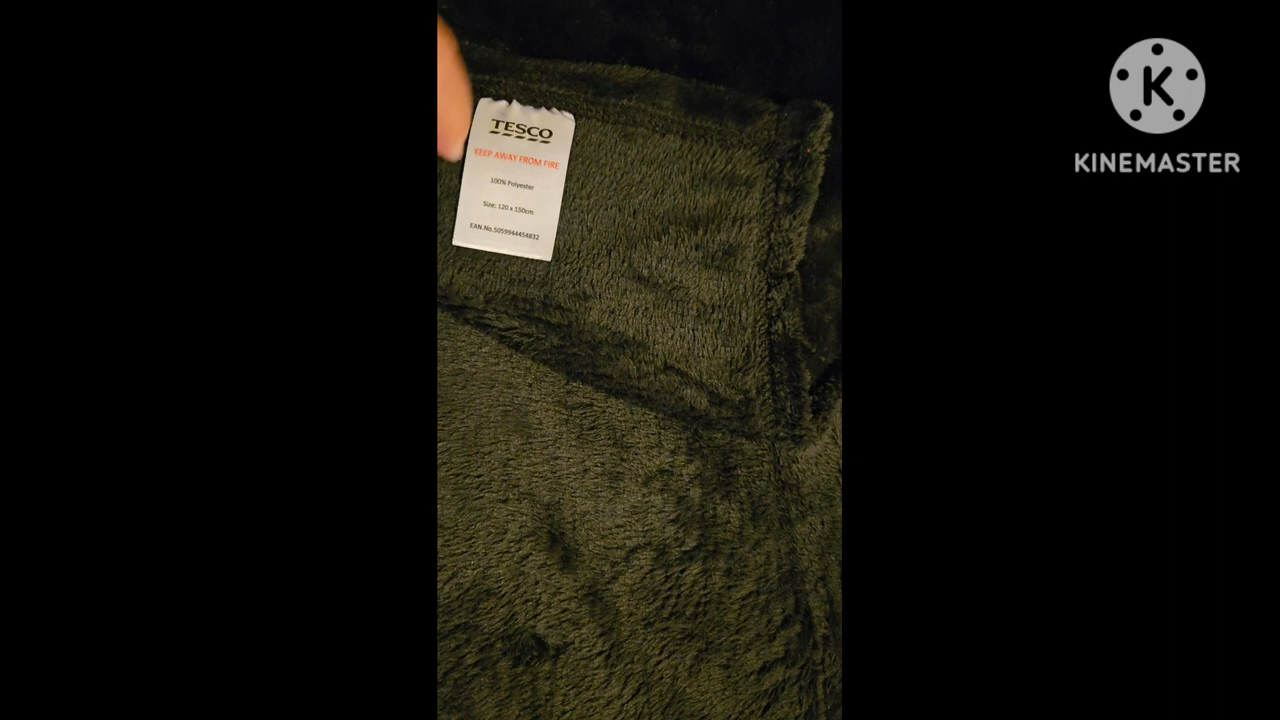 TESCO
KEEP AWAY FROM FIRE
100% Polyester
Size: 120 x 150cm
EAN.No.5059944454832
K
KINEMASTER